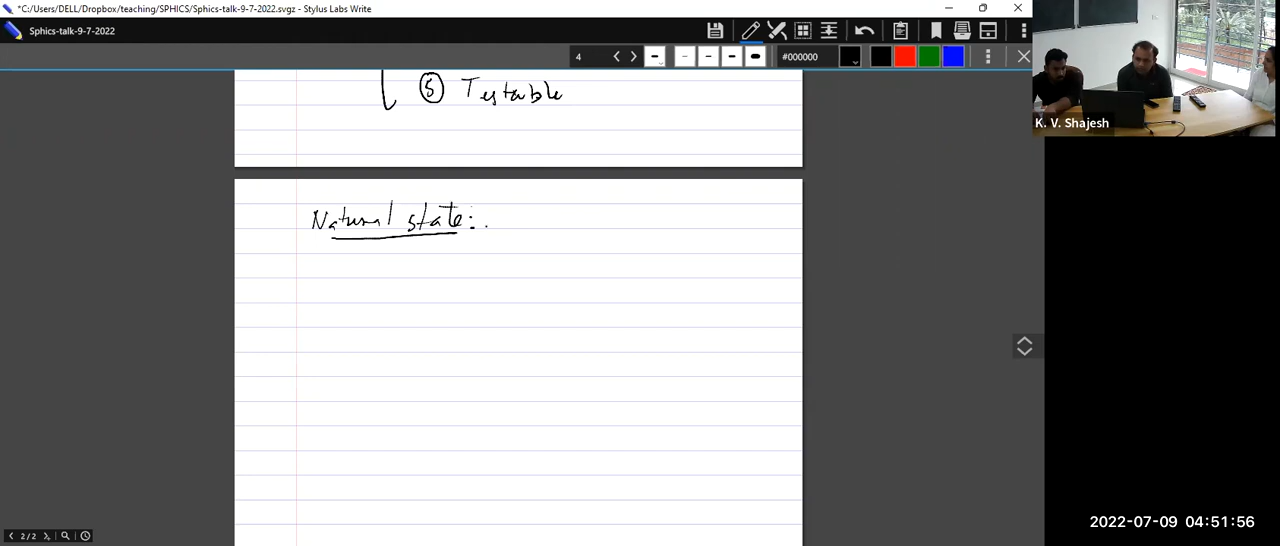 *C:/Users/DELL/Dropbox/teaching/SPHICS/Sphics-talk-9-7-2022.svgz - Stylus Labs Write
Sphics-talk-9-7-2022
4
#000000
K. V. Shajesh
5 Testable
Natural state:
2/2
2022-07-09 04:51:56